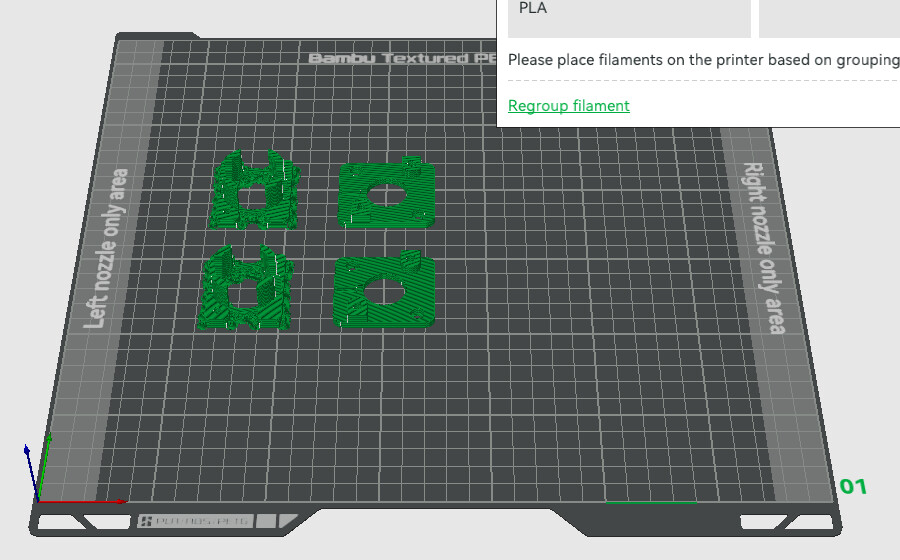 PLA
Bambu Textured PE
Please place filaments on the printer based on grouping
Regroup filament
Left nozzle only area
Right nozzle only area
01